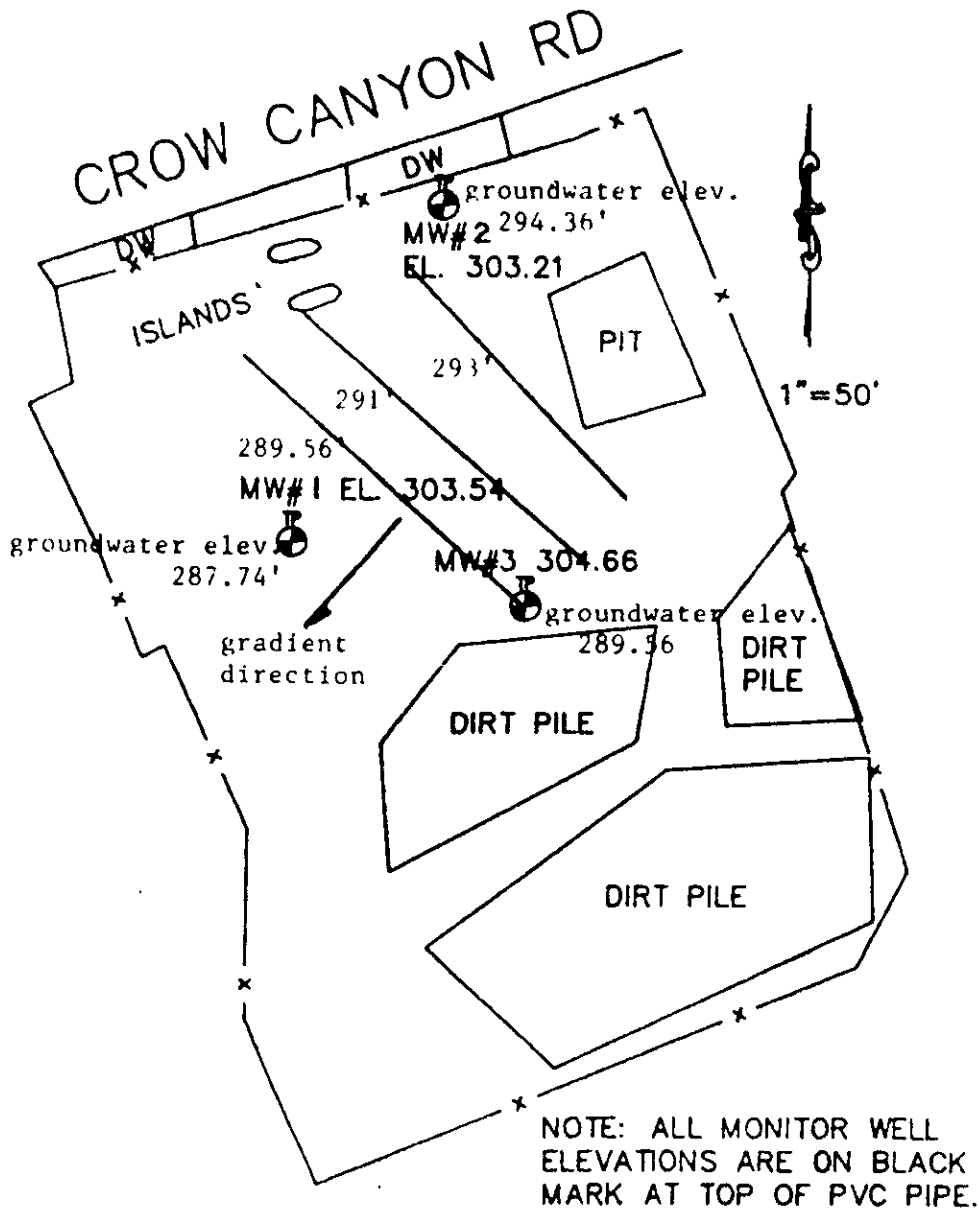 CROW CANYON RD
DW
groundwater elev.
294.36'
MW#2
EL. 303.21
DW
ISLANDS'
PIT
293'
1"=50'
291'
289.56'
MW#1 EL. 303.54
groundwater elev.
287.74'
MW#3 304.66
groundwater elev.
289.56
gradient
direction
DIRT
PILE
DIRT PILE
DIRT PILE
NOTE: ALL MONITOR WELL
ELEVATIONS ARE ON BLACK
MARK AT TOP OF PVC PIPE.